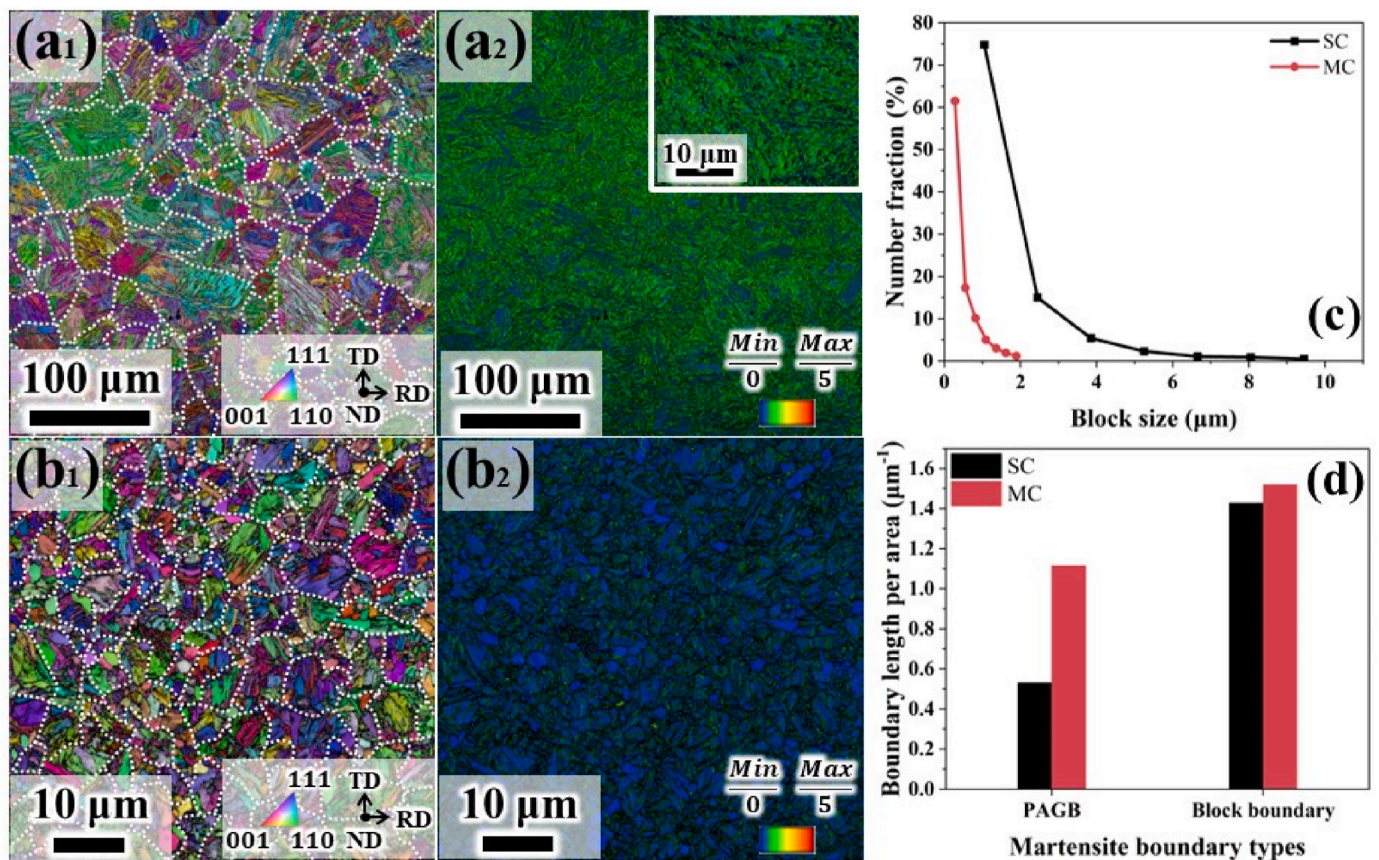 (a1)
111 TD
RD
001 110 ND
100 μm
(a2)
10 μm
Min Max
0 5
100 μm
(b1)
111 TD
RD
001 110 ND
10 μm
(b2)
Min Max
0 5
10 μm
80
70
60
50
40
30
20
10
0
Number fraction (%)
SC
MC
(c)
0 2 4 6 8 10
Block size (μm)
1.6
1.4
1.2
1.0
0.8
0.6
0.4
0.2
0.0
Boundary length per area (μm⁻¹)
SC
MC
(d)
PAGB Block boundary
Martensite boundary types